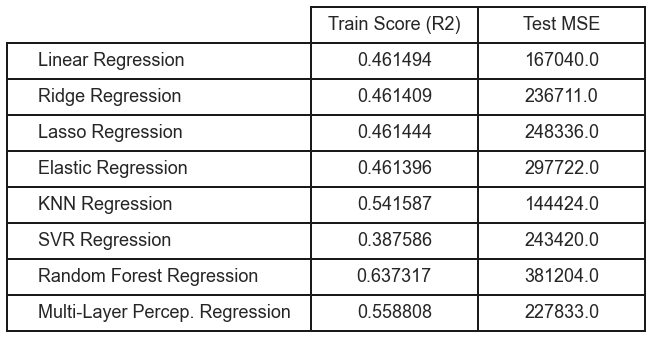 Train Score (R2) Test MSE
Linear Regression 0.461494 167040.0
Ridge Regression 0.461409 236711.0
Lasso Regression 0.461444 248336.0
Elastic Regression 0.461396 297722.0
KNN Regression 0.541587 144424.0
SVR Regression 0.387586 243420.0
Random Forest Regression 0.637317 381204.0
Multi-Layer Percep. Regression 0.558808 227833.0